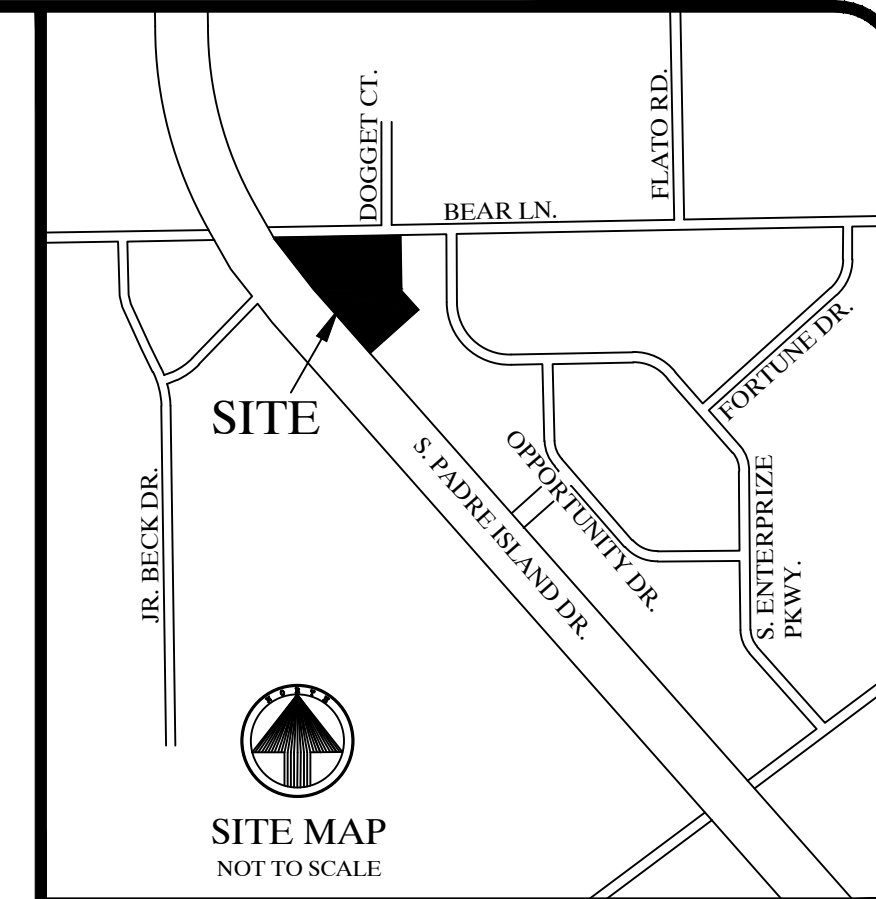 DOGGET CT.
FLATO RD.
BEAR LN.
FORTUNE DR.
SITE
S. PADRE ISLAND DR.
OPPORTUNITY DR.
S. ENTERPRIZE
PKWY.
JR. BECK DR.
NORTH
SITE MAP
NOT TO SCALE